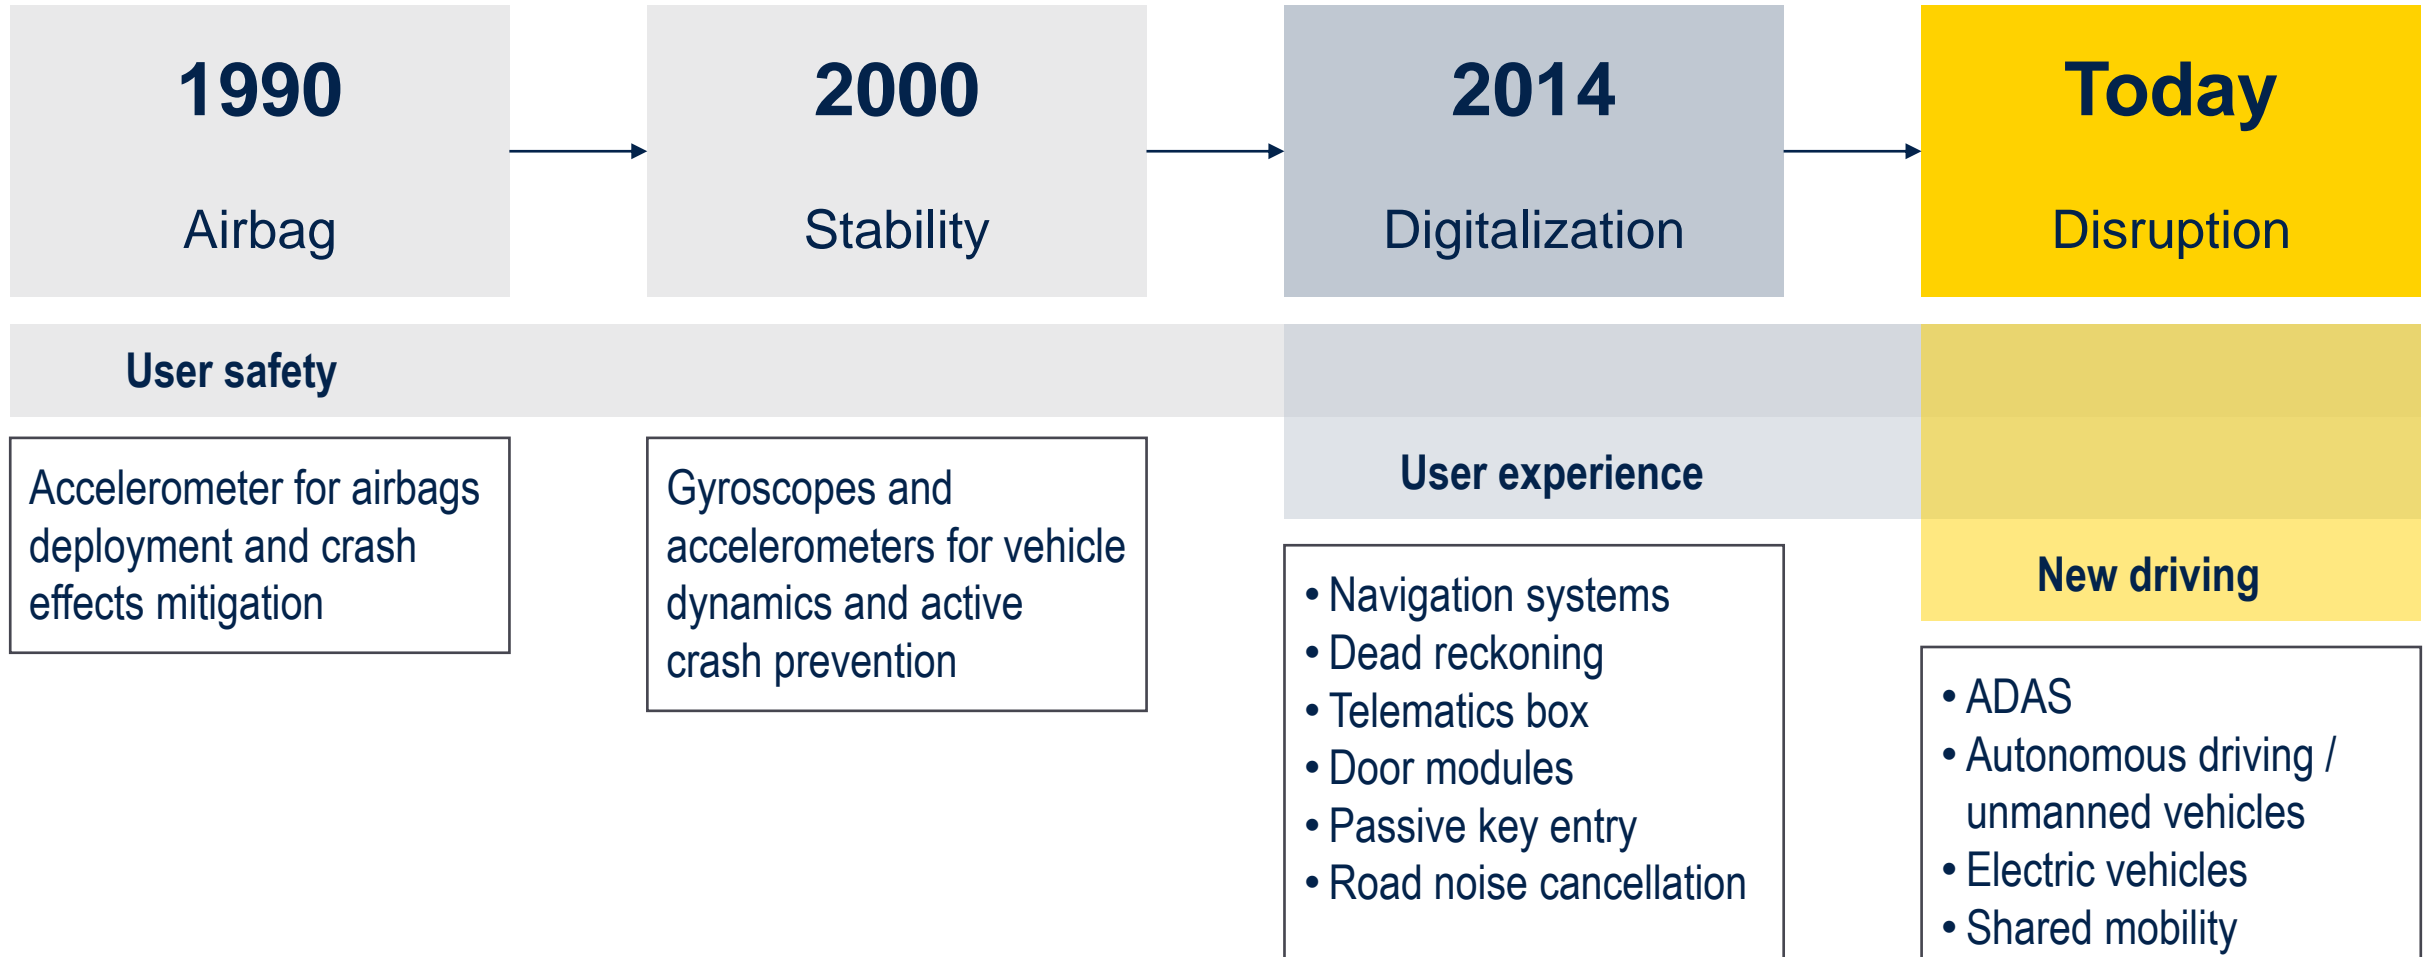 1990
Airbag
2000
Stability
2014
Digitalization
Today
Disruption
User safety
Accelerometer for airbags
deployment and crash
effects mitigation
Gyroscopes and
accelerometers for vehicle
dynamics and active
crash prevention
User experience
• Navigation systems
• Dead reckoning
• Telematics box
• Door modules
• Passive key entry
• Road noise cancellation
New driving
• ADAS
• Autonomous driving /
unmanned vehicles
• Electric vehicles
• Shared mobility